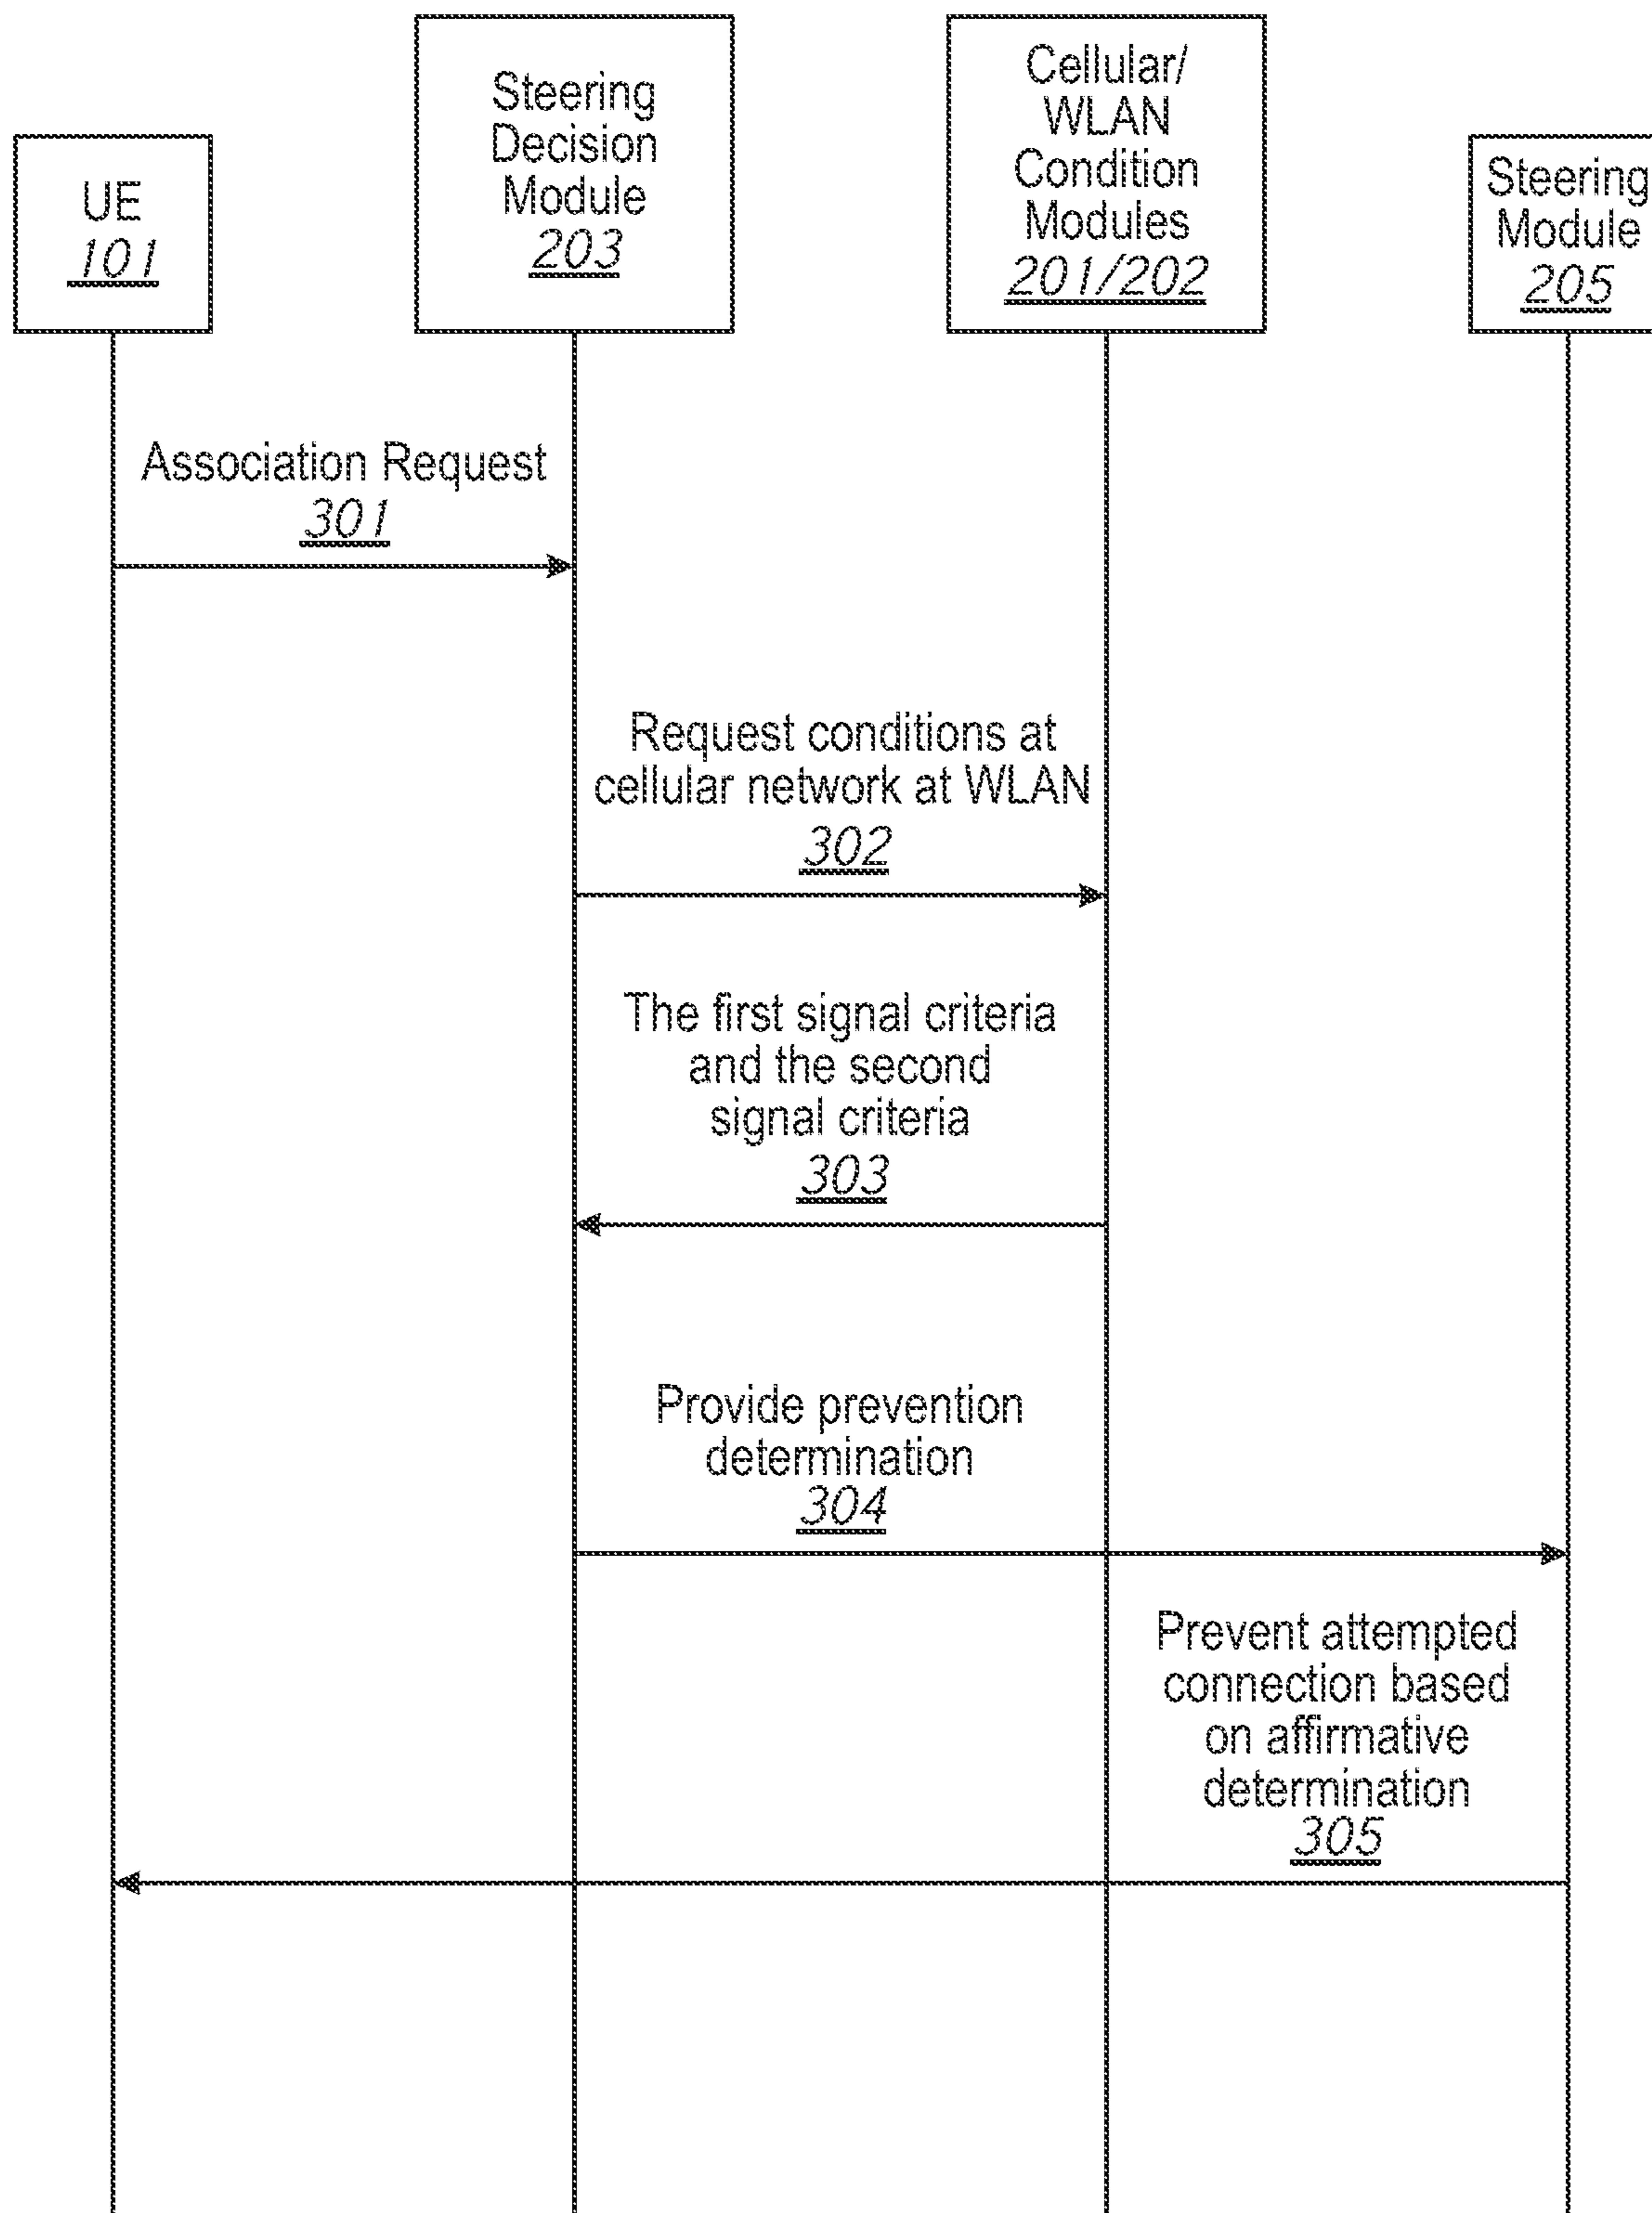 UE
101
Steering
Decision
Module
203
Cellular/
WLAN
Condition
Modules
201/202
Steering
Module
205
Association Request
301
Request conditions at
cellular network at WLAN
302
The first signal criteria
and the second
signal criteria
303
Provide prevention
determination
304
Prevent attempted
connection based
on affirmative
determination
305